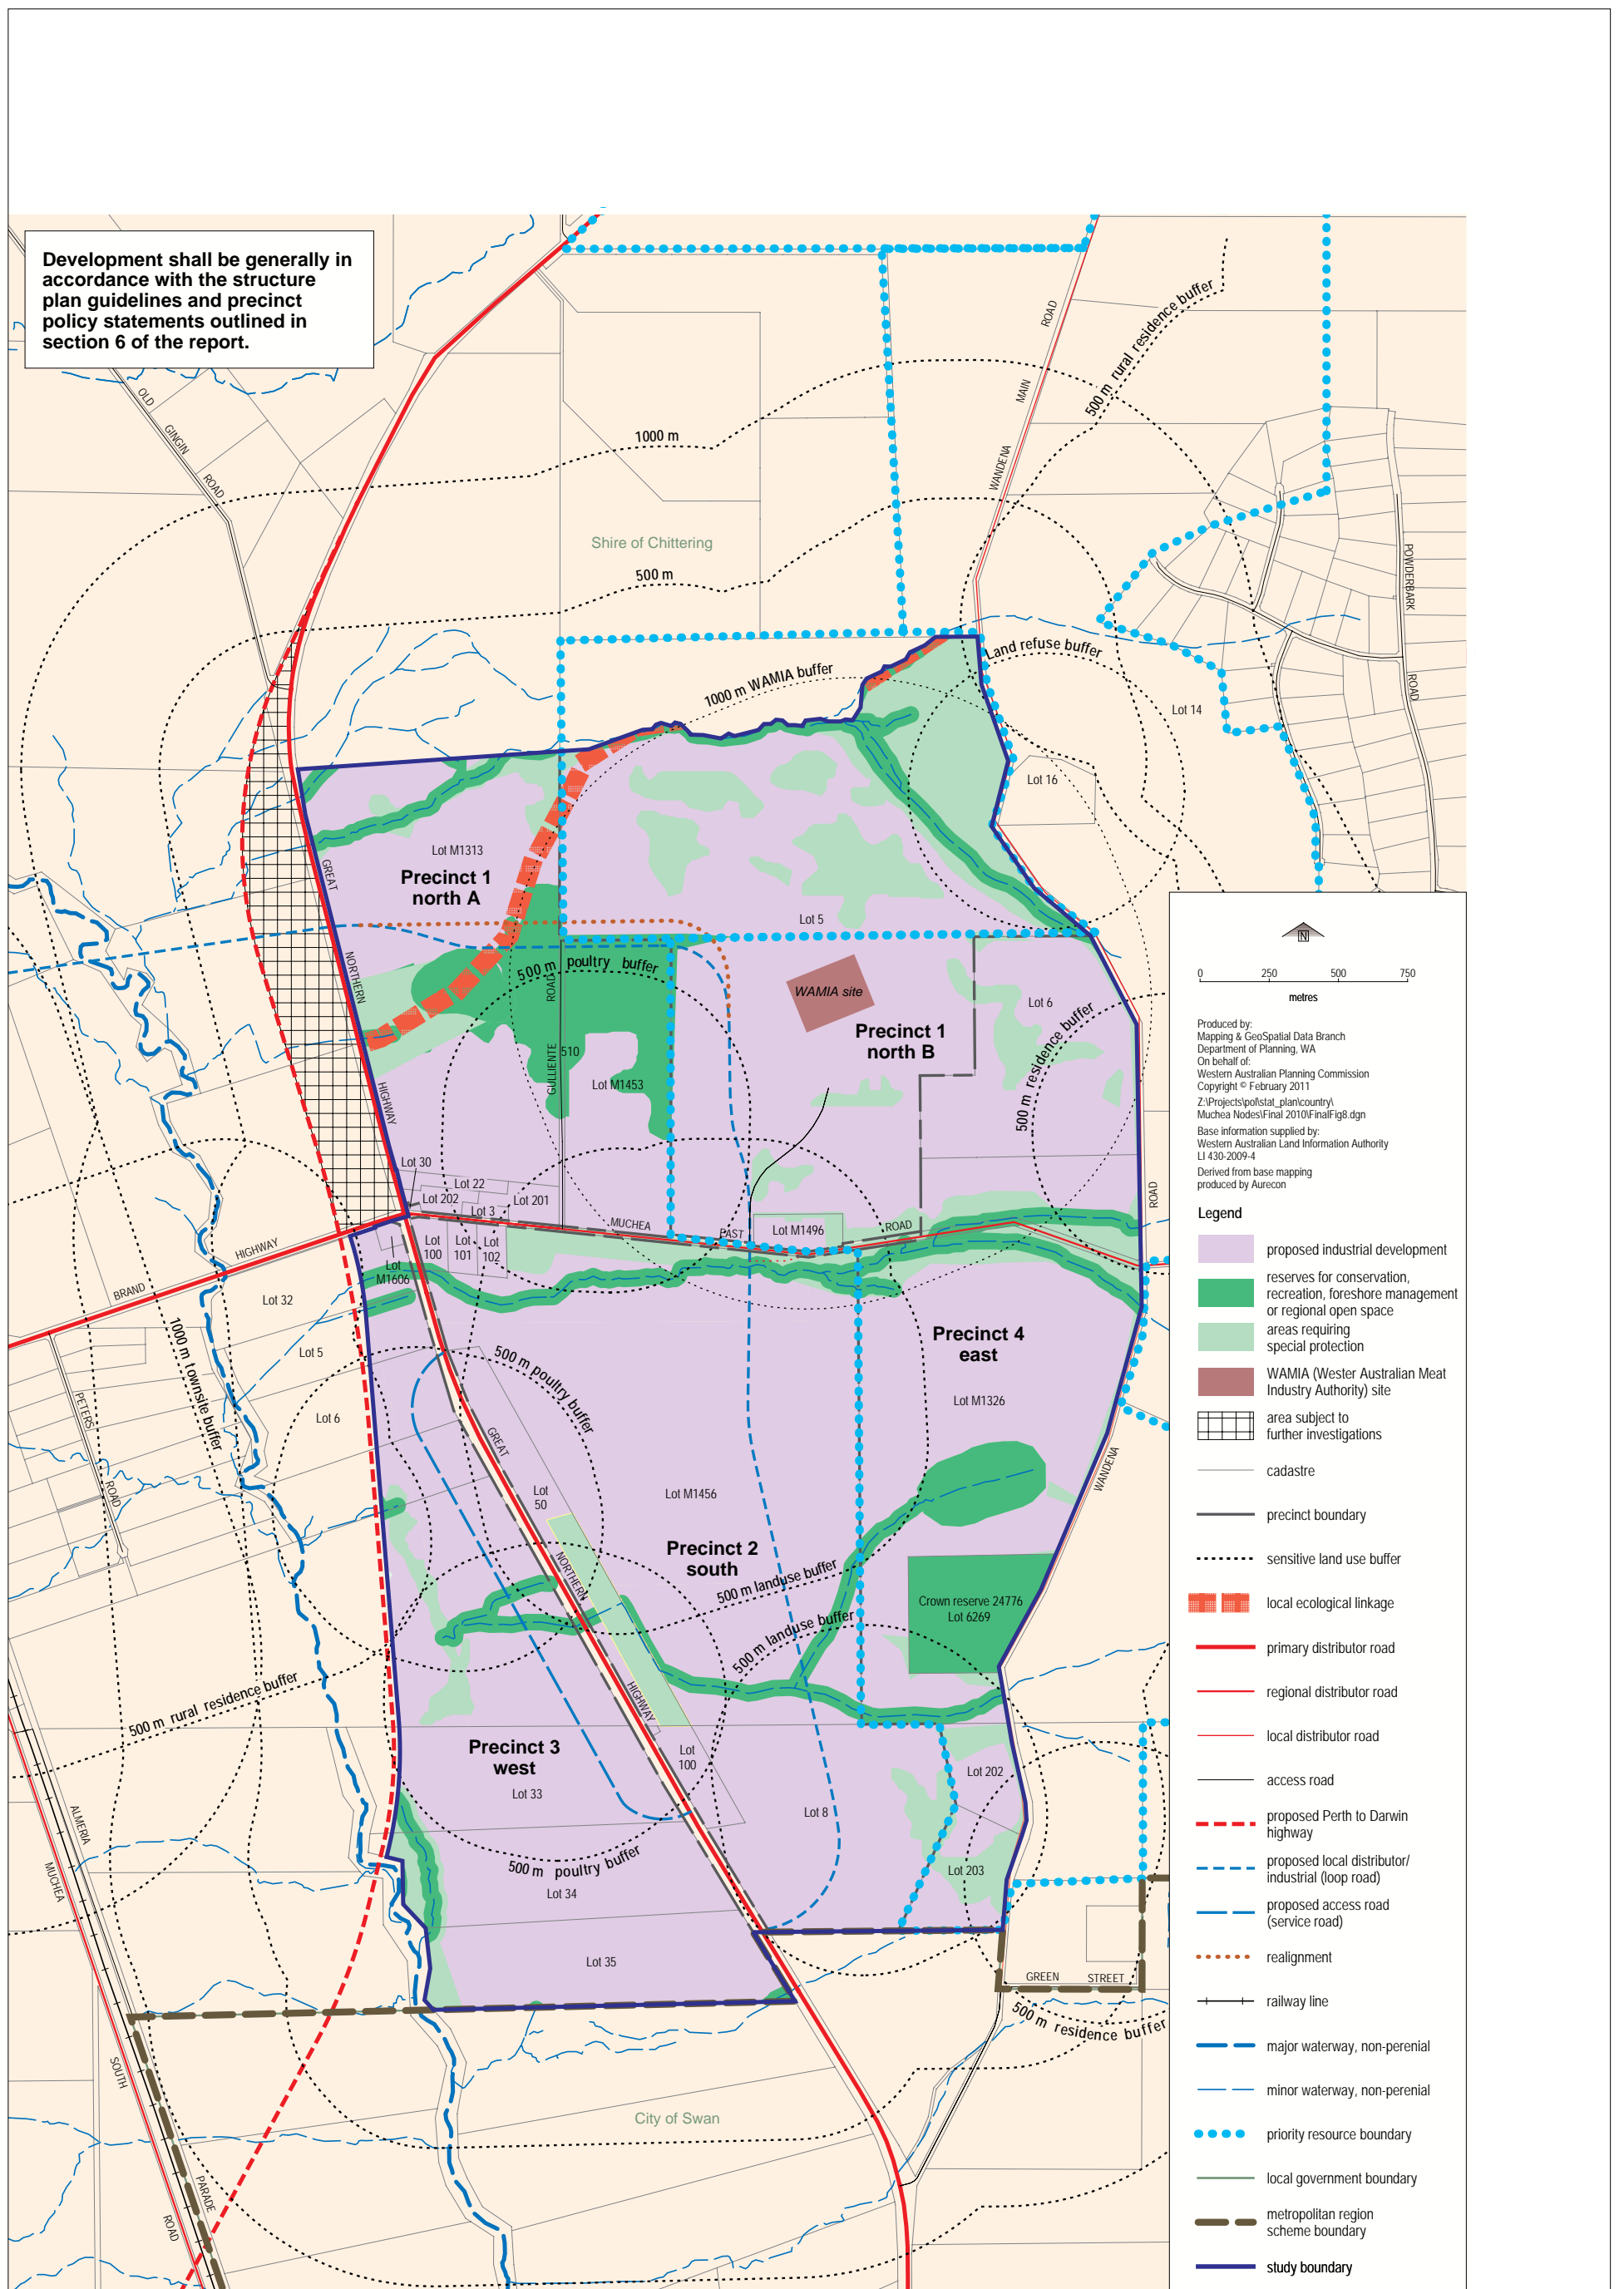 Development shall be generally in
accordance with the structure
plan guidelines and precinct
policy statements outlined in
section 6 of the report.
OLD
GINGIN
ROAD
1000 m
500 m
Shire of Chittering
ROAD
MAIN
WANDENA
500 m rural residence buffer
POWDERBARK
ROAD
Land refuse buffer
1000 m WAMIA buffer
Lot 14
Lot 16
Lot M1313
Precinct 1
north A
GREAT
NORTHERN
HIGHWAY
Lot 5
500 m poultry buffer
ROAD
GULLIENTE
510
Lot M1453
WAMIA site
Precinct 1
north B
Lot 6
500 m residence buffer
Lot 30
Lot 22
Lot 202
Lot 201
Lot 3
MUCHEA
EAST
ROAD
Lot M1496
ROAD
Lot
100
Lot
101
Lot
102
Lot
M1606
HIGHWAY
BRAND
Lot 32
1000 m townsite buffer
Lot 5
Lot 6
PETERS
ROAD
500 m poultry buffer
GREAT
Precinct 4
east
Lot M1326
WANDENA
Lot
50
Lot M1456
NORTHERN
Precinct 2
south
500 m landuse buffer
Crown reserve 24776
Lot 6269
500 m landuse buffer
HIGHWAY
500 m rural residence buffer
Precinct 3
west
Lot 33
Lot
100
Lot 202
Lot 8
Lot 203
500 m poultry buffer
Lot 34
Lot 35
ALMERIA
MUCHEA
GREEN STREET
500 m residence buffer
SOUTH
City of Swan
PARADE
ROAD
N
0 250 500 750
metres
Produced by:
Mapping & GeoSpatial Data Branch
Department of Planning, WA
On behalf of:
Western Australian Planning Commission
Copyright © February 2011
Z:\Projects\pol\stat_plan\country\
Muchea Nodes\Final 2010\FinalFig8.dgn
Base information supplied by:
Western Australian Land Information Authority
LI 430-2009-4
Derived from base mapping
produced by Aurecon
Legend
proposed industrial development
reserves for conservation,
recreation, foreshore management
or regional open space
areas requiring
special protection
WAMIA (Wester Australian Meat
Industry Authority) site
area subject to
further investigations
cadastre
precinct boundary
sensitive land use buffer
local ecological linkage
primary distributor road
regional distributor road
local distributor road
access road
proposed Perth to Darwin
highway
proposed local distributor/
industrial (loop road)
proposed access road
(service road)
realignment
railway line
major waterway, non-perenial
minor waterway, non-perenial
priority resource boundary
local government boundary
metropolitan region
scheme boundary
study boundary